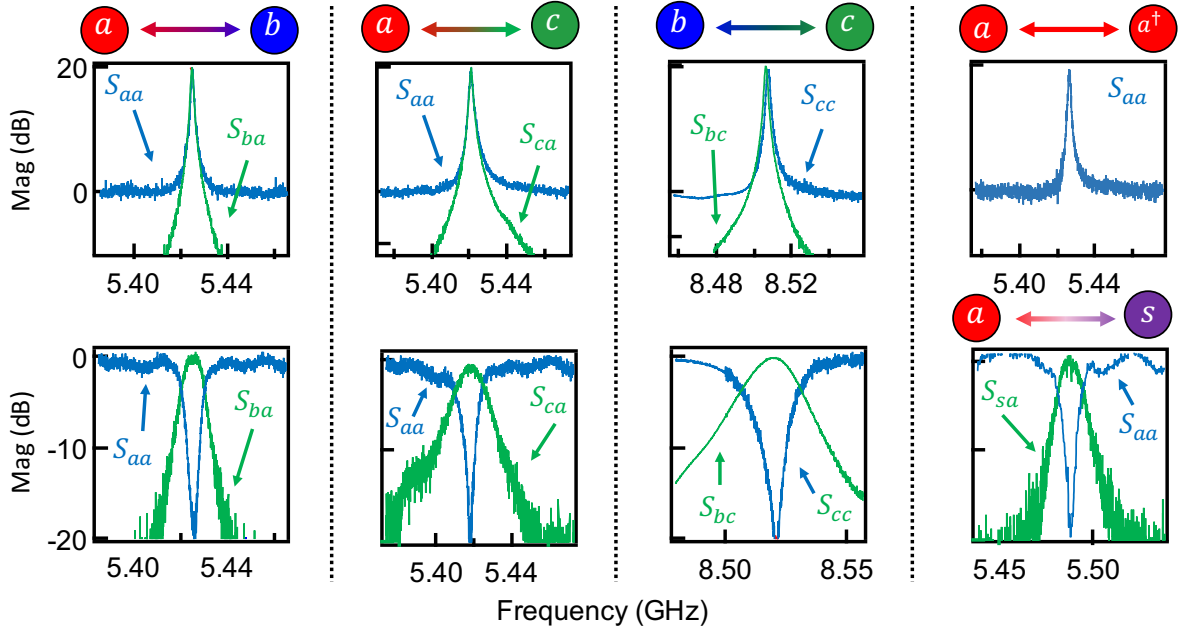 a b a c b c a a†
20
0
Mag (dB)
S_aa
S_ba
5.40 5.44
S_aa
S_ca
5.40 5.44
S_bc
S_cc
8.48 8.52
S_aa
5.40 5.44
a s
0
-10
-20
Mag (dB)
S_aa
S_ba
5.40 5.44
S_aa
S_ca
5.40 5.44
S_bc
S_cc
8.50 8.55
S_sa
S_aa
5.45 5.50
Frequency (GHz)